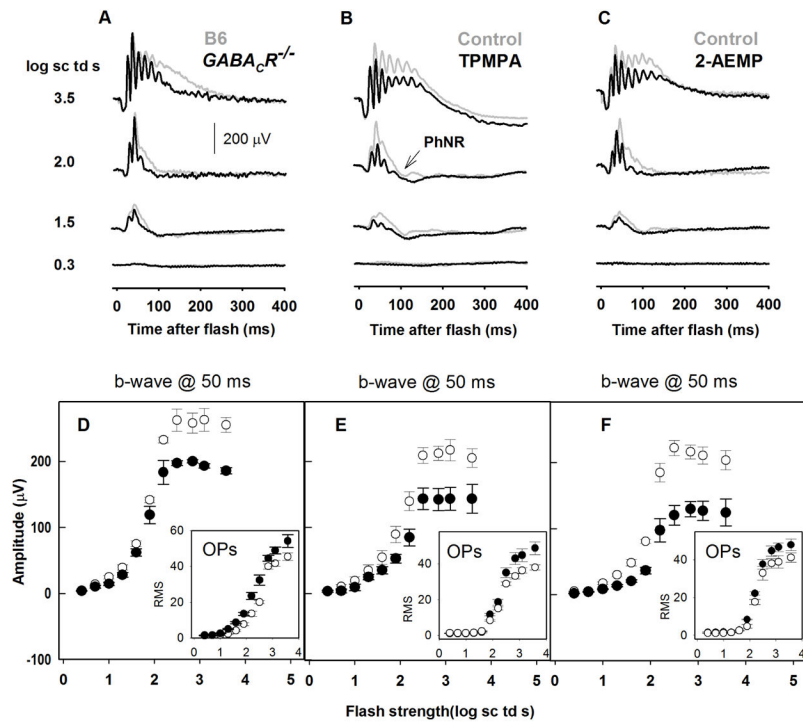 A
B6
GABA_CR^-/-
B
Control
TPMPA
C
Control
2-AEMP
log sc td s
3.5
2.0
1.5
0.3
200 µV
PhNR
0 100 200 300 400
Time after flash (ms)
0 100 200 300 400
Time after flash (ms)
0 100 200 300 400
Time after flash (ms)
b-wave @ 50 ms
b-wave @ 50 ms
b-wave @ 50 ms
D
E
F
Amplitude (µV)
200
100
0
-100
OPs
RMS
60
40
20
0
0 1 2 3 4
OPs
RMS
40
20
0
0 1 2 3 4
OPs
RMS
40
20
0
0 1 2 3 4
0 1 2 3 4 5
0 1 2 3 4 5
0 1 2 3 4 5
Flash strength(log sc td s)